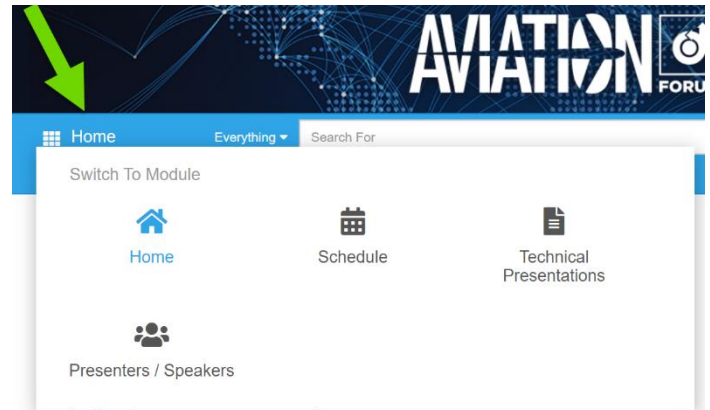 AVIATION
FORU
Home
Everything
Search For
Switch To Module
Home
Schedule
Technical
Presentations
Presenters / Speakers